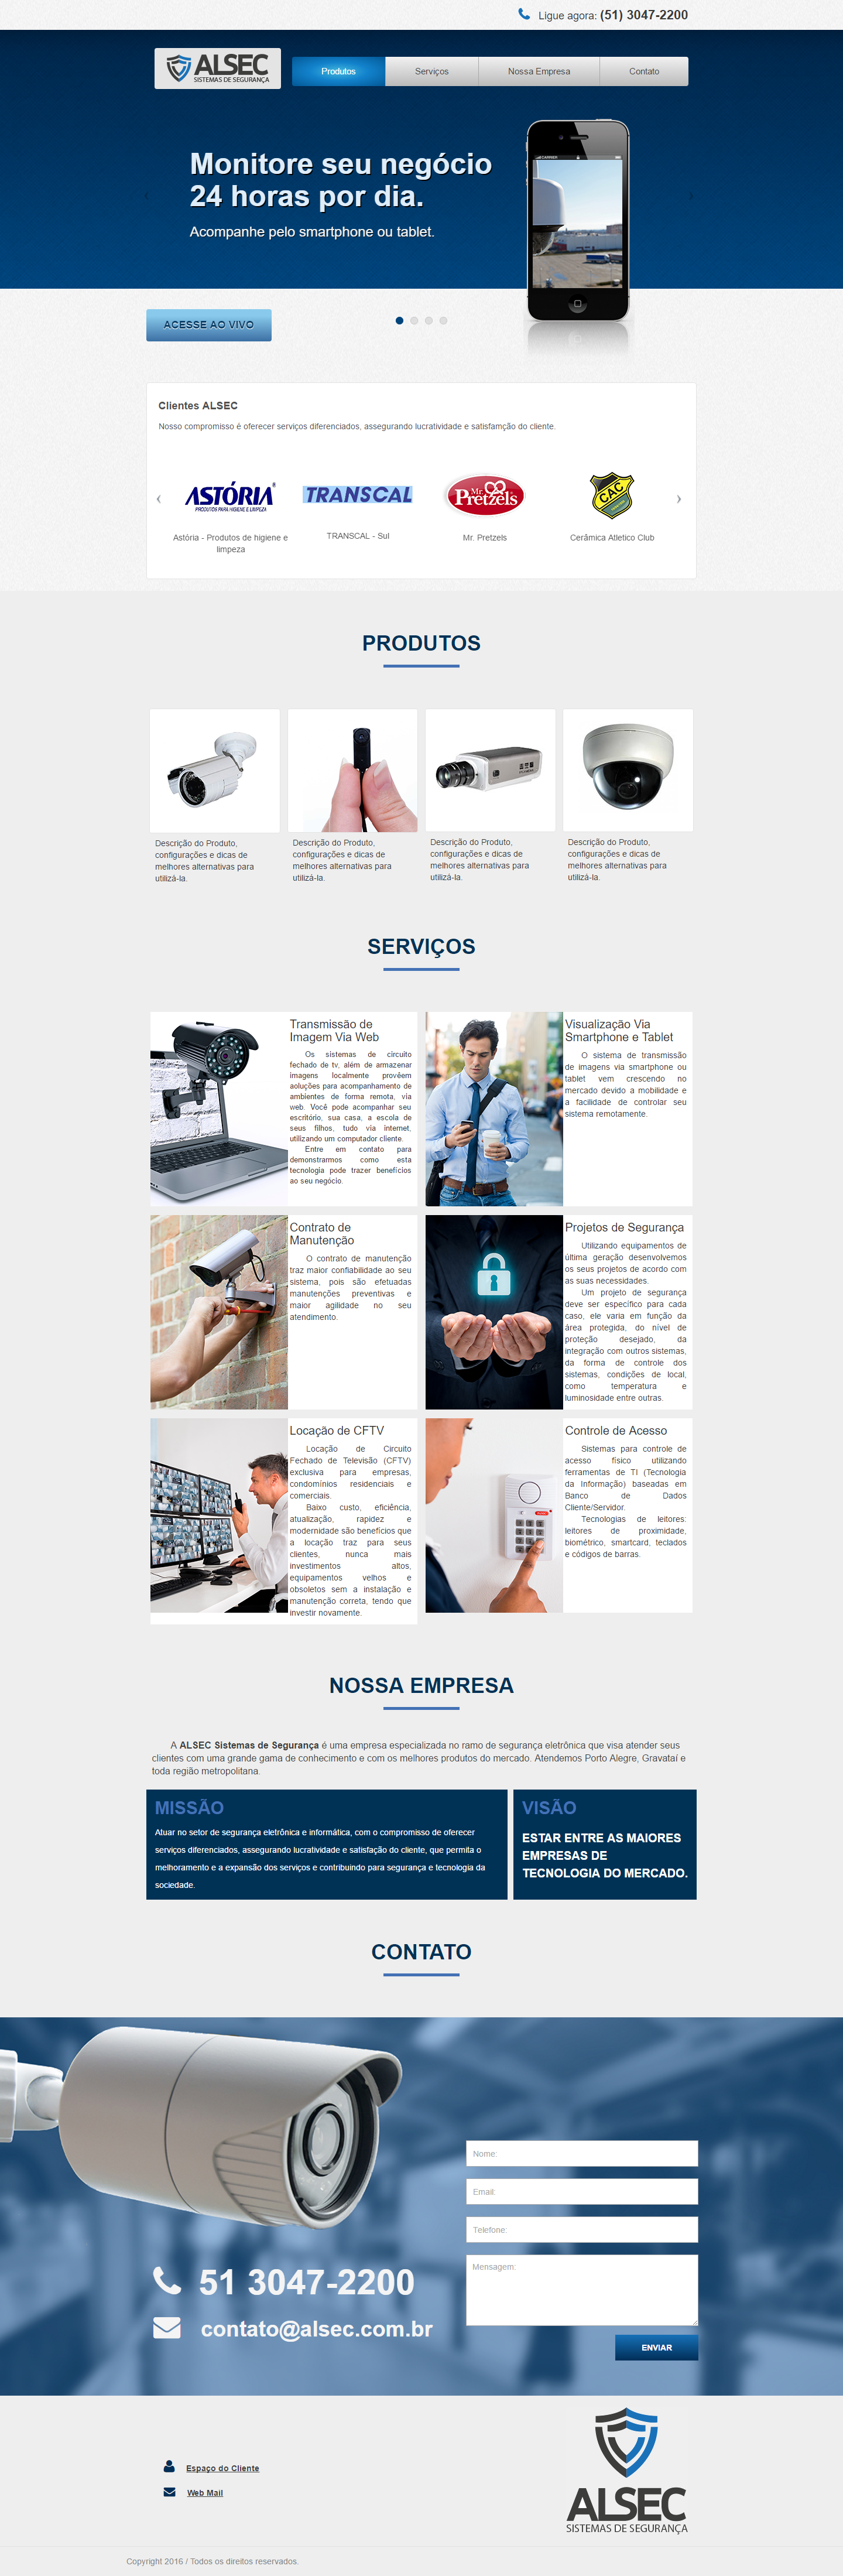 Ligue agora: (51) 3047-2200
ALSEC
SISTEMAS DE SEGURANÇA
Produtos
Serviços
Nossa Empresa
Contato
Monitore seu negócio
24 horas por dia.
Acompanhe pelo smartphone ou tablet.
CARRIER
ACESSE AO VIVO
Clientes ALSEC
Nosso compromisso é oferecer serviços diferenciados, assegurando lucratividade e satisfamção do cliente.
ASTÓRIA
PRODUTOS PARA HIGIENE E LIMPEZA
TRANSCAL
Mr.
Pretzels
CAC
Astória - Produtos de higiene e
limpeza
TRANSCAL - Sul
Mr. Pretzels
Cerâmica Atletico Club
PRODUTOS
Descrição do Produto,
configurações e dicas de
melhores alternativas para
utilizá-la.
Descrição do Produto,
configurações e dicas de
melhores alternativas para
utilizá-la.
Descrição do Produto,
configurações e dicas de
melhores alternativas para
utilizá-la.
Descrição do Produto,
configurações e dicas de
melhores alternativas para
utilizá-la.
SERVIÇOS
Transmissão de
Imagem Via Web
Os sistemas de circuito
fechado de tv, além de armazenar
imagens localmente provêem
aoluções para acompanhamento de
ambientes de forma remota, via
web. Você pode acompanhar seu
escritório, sua casa, a escola de
seus filhos, tudo via internet,
utilizando um computador cliente.
Entre em contato para
demonstrarmos como esta
tecnologia pode trazer benefícios
ao seu negócio.
Visualização Via
Smartphone e Tablet
O sistema de transmissão
de imagens via smartphone ou
tablet vem crescendo no
mercado devido a mobilidade e
a facilidade de controlar seu
sistema remotamente.
Contrato de
Manutenção
O contrato de manutenção
traz maior confiabilidade ao seu
sistema, pois são efetuadas
manutenções preventivas e
maior agilidade no seu
atendimento.
Projetos de Segurança
Utilizando equipamentos de
última geração desenvolvemos
os seus projetos de acordo com
as suas necessidades.
Um projeto de segurança
deve ser específico para cada
caso, ele varia em função da
área protegida, do nível de
proteção desejado, da
integração com outros sistemas,
da forma de controle dos
sistemas, condições de local,
como temperatura e
luminosidade entre outras.
Locação de CFTV
Locação de Circuito
Fechado de Televisão (CFTV)
exclusiva para empresas,
condomínios residenciais e
comerciais.
Baixo custo, eficiência,
atualização, rapidez e
modernidade são benefícios que
a locação traz para seus
clientes, nunca mais
investimentos altos,
equipamentos velhos e
obsoletos sem a instalação e
manutenção correta, tendo que
investir novamente.
Controle de Acesso
Sistemas para controle de
acesso físico utilizando
ferramentas de TI (Tecnologia
da Informação) baseadas em
Banco de Dados
Cliente/Servidor.
Tecnologias de leitores:
leitores de proximidade,
biométrico, smartcard, teclados
e códigos de barras.
NOSSA EMPRESA
A ALSEC Sistemas de Segurança é uma empresa especializada no ramo de segurança eletrônica que visa atender seus
clientes com uma grande gama de conhecimento e com os melhores produtos do mercado. Atendemos Porto Alegre, Gravataí e
toda região metropolitana.
MISSÃO
Atuar no setor de segurança eletrônica e informática, com o compromisso de oferecer
serviços diferenciados, assegurando lucratividade e satisfação do cliente, que permita o
melhoramento e a expansão dos serviços e contribuindo para segurança e tecnologia da
sociedade.
VISÃO
ESTAR ENTRE AS MAIORES
EMPRESAS DE
TECNOLOGIA DO MERCADO.
CONTATO
Nome:
Email:
Telefone:
Mensagem:
ENVIAR
51 3047-2200
contato@alsec.com.br
Espaço do Cliente
Web Mail
ALSEC
SISTEMAS DE SEGURANÇA
Copyright 2016 / Todos os direitos reservados.